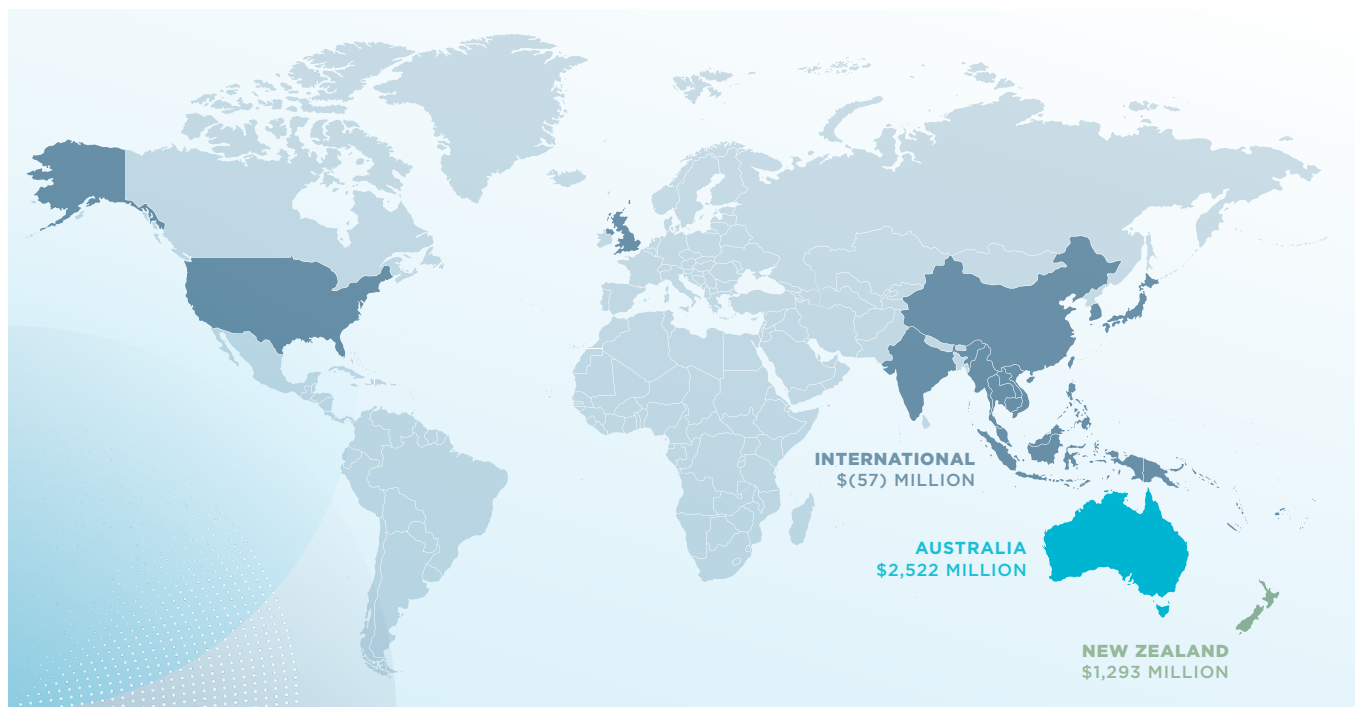 INTERNATIONAL
$(57) MILLION
AUSTRALIA
$2,522 MILLION
NEW ZEALAND
$1,293 MILLION